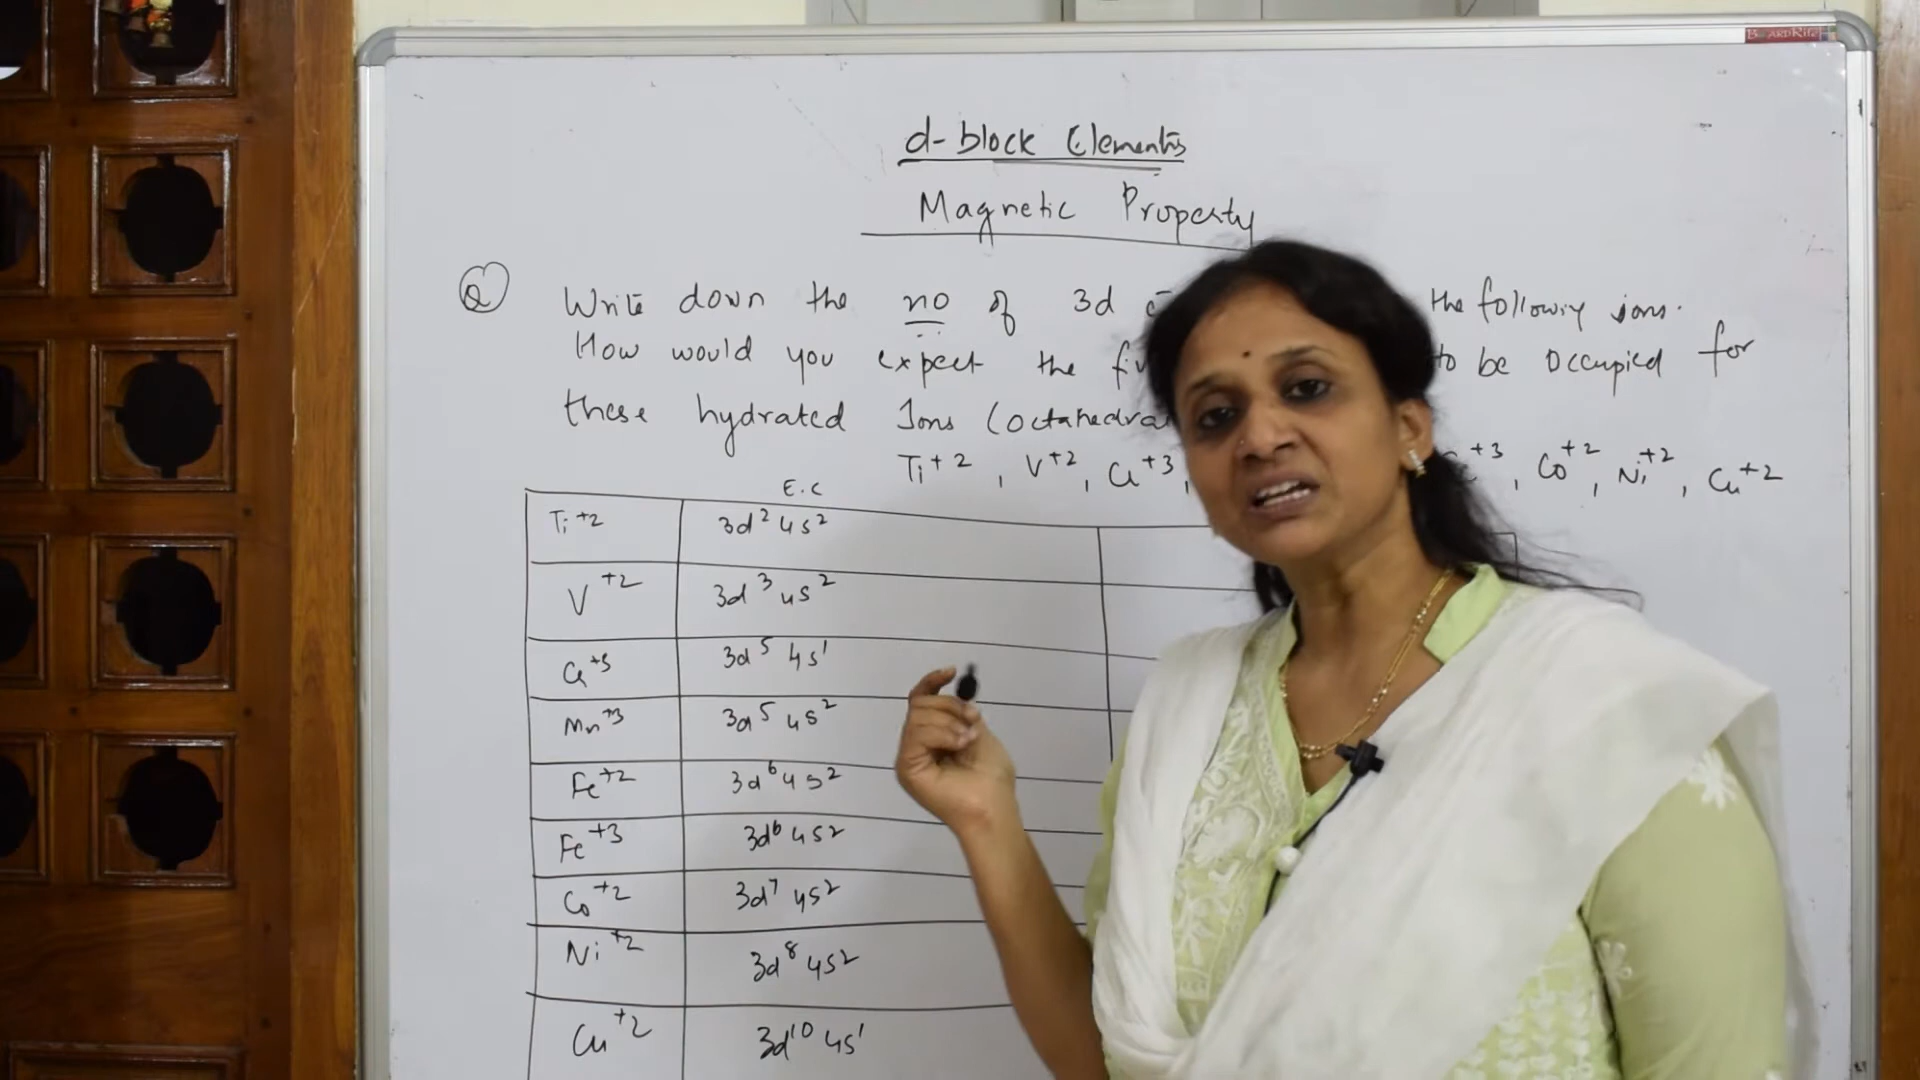 BoardRite
d-block Elements
Magnetic Property
Q Write down the no of 3d the following ions.
How would you expect the to be occupied for
these hydrated Ions (octahedral
Ti+2, V+2, Cr+3, +3, Co+2, Ni+2, Cu+2
E.C
Ti+2 3d2 4s2
V+2 3d3 4s2
Cr+3 3d5 4s1
Mn+3 3d5 4s2
Fe+2 3d6 4s2
Fe+3 3d6 4s2
Co+2 3d7 4s2
Ni+2 3d8 4s2
Cu+2 3d10 4s1